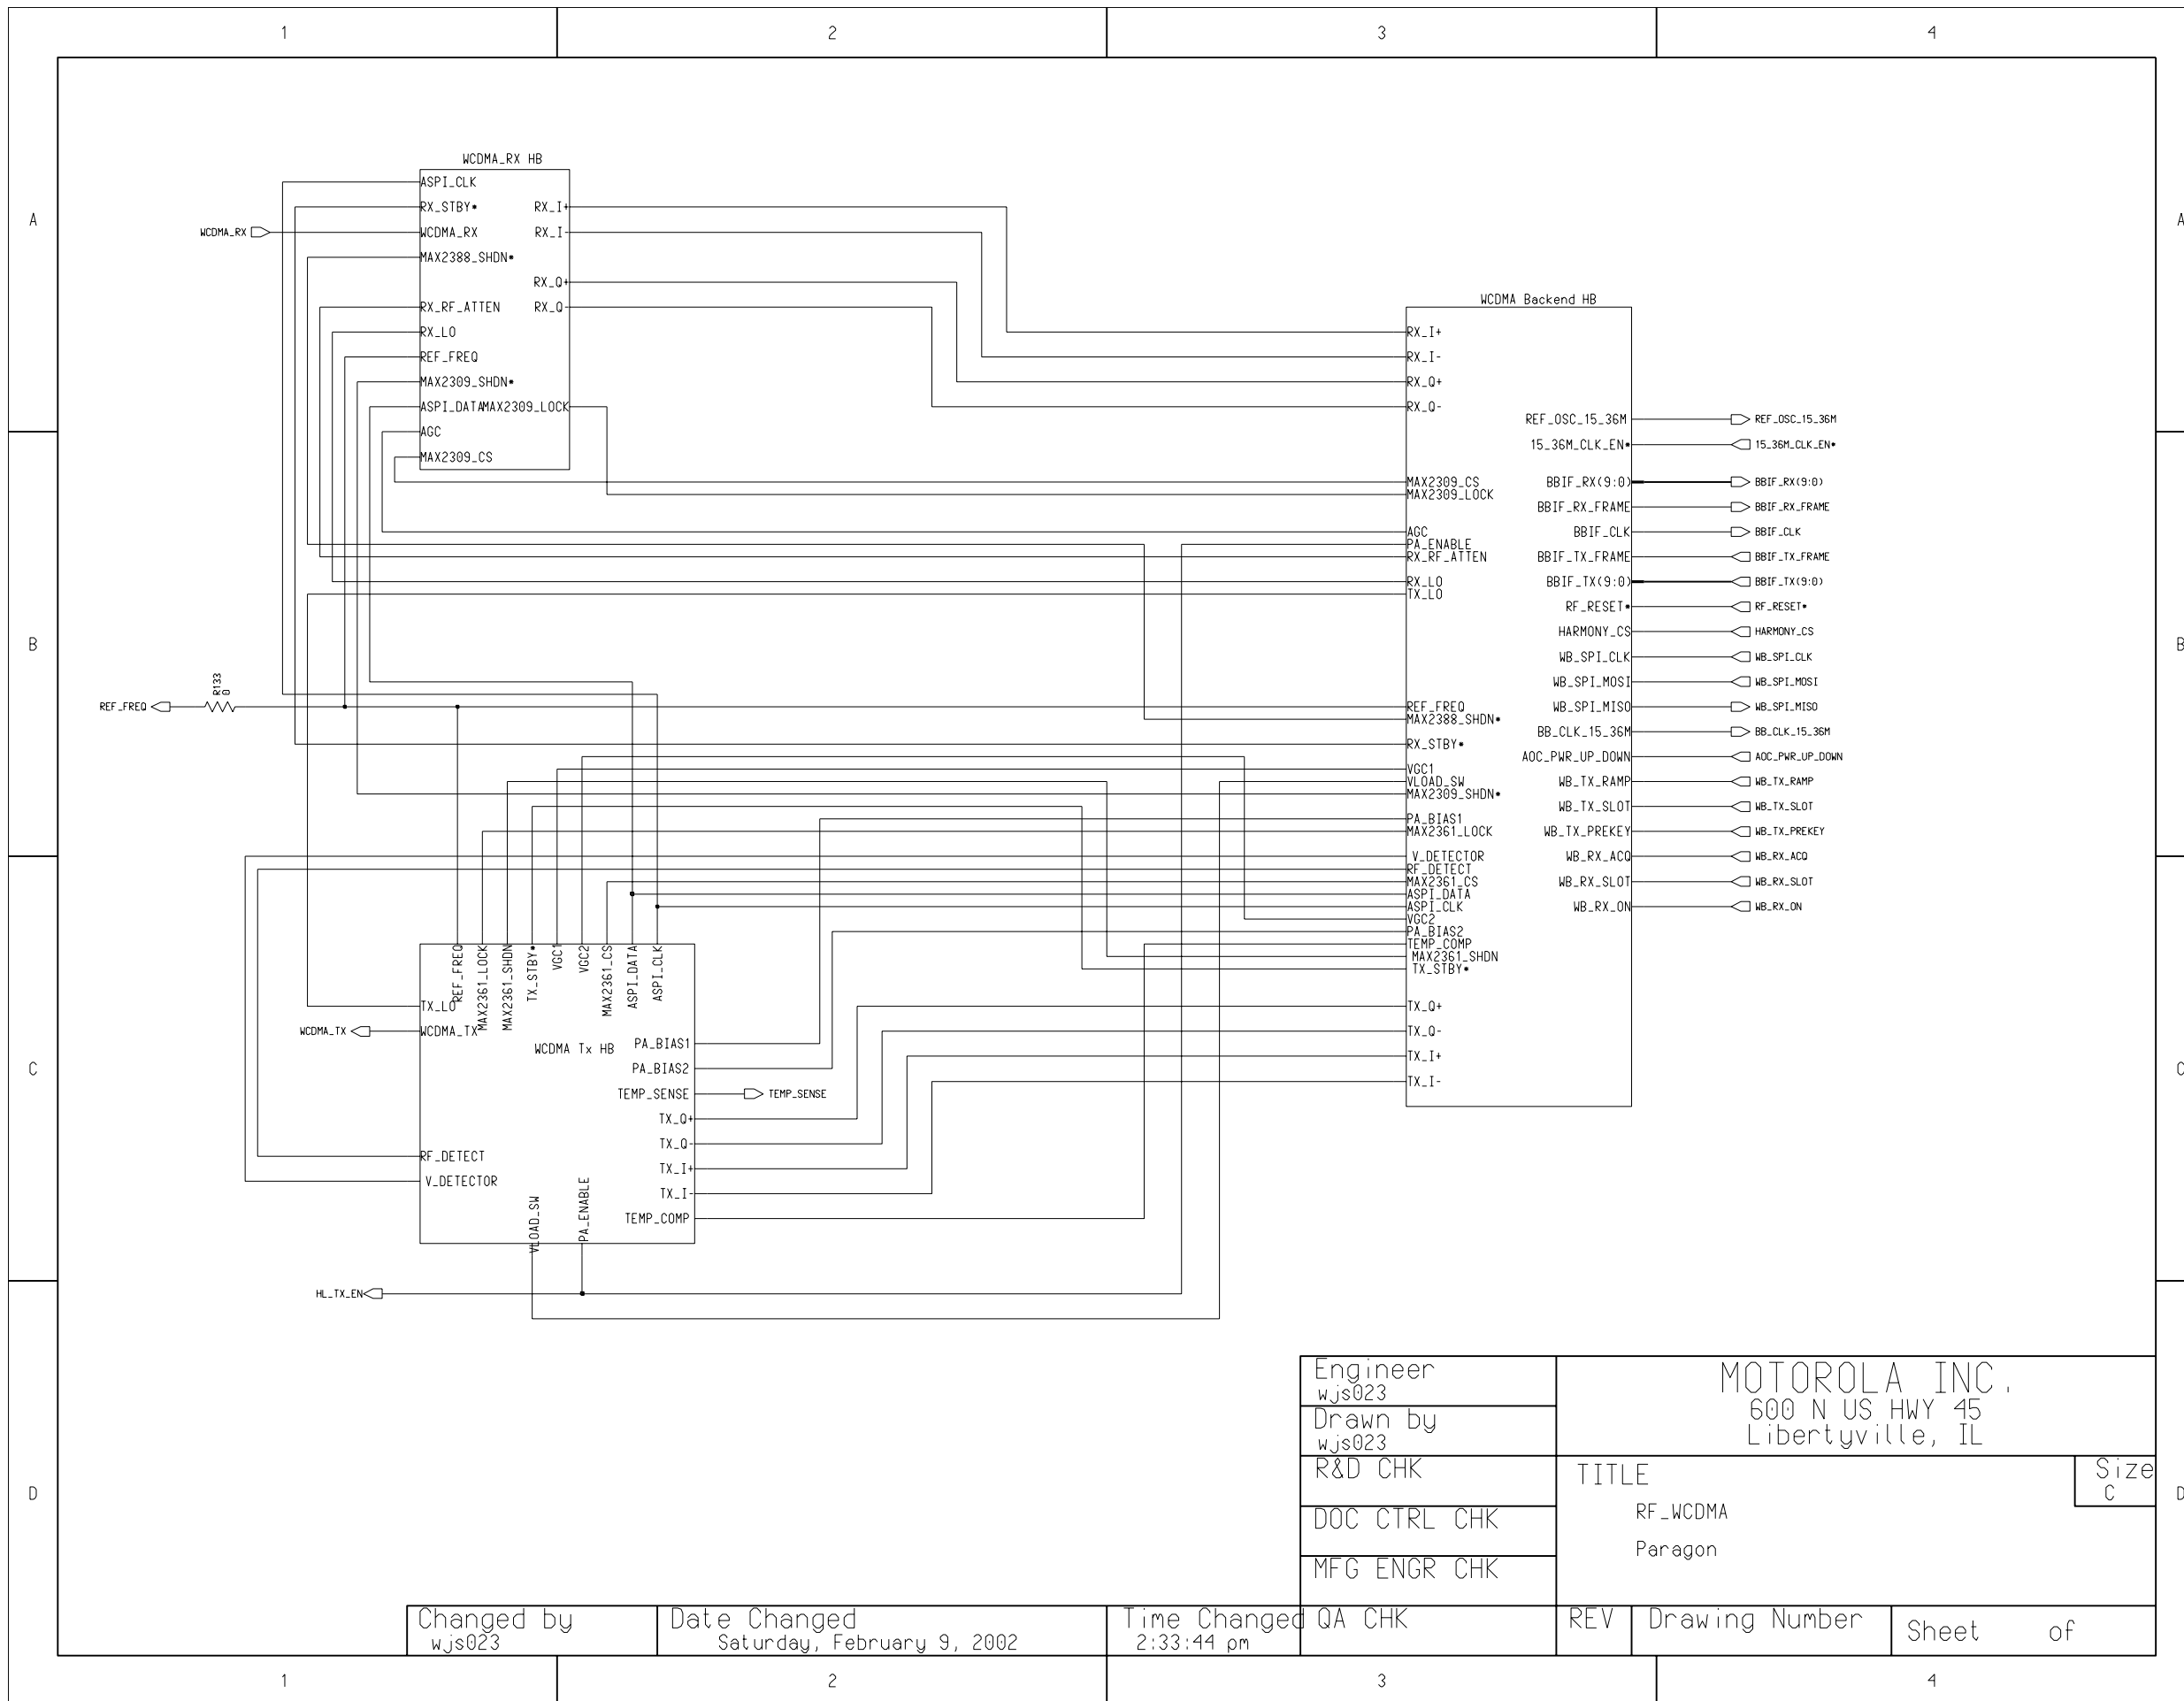 1 2 3 4
A A
B B
C C
D D
WCDMA_RX HB
ASPI_CLK
RX_STBY* RX_I+
WCDMA_RX
WCDMA_RX RX_I-
MAX2388_SHDN*
RX_Q+
RX_RF_ATTEN RX_Q-
RX_LO
REF_FREQ
MAX2309_SHDN*
ASPI_DATA MAX2309_LOCK
AGC
MAX2309_CS
WCDMA Backend HB
RX_I+
RX_I-
RX_Q+
RX_Q-
MAX2309_CS
MAX2309_LOCK
AGC
PA_ENABLE
RX_RF_ATTEN
RX_LO
TX_LO
REF_FREQ
MAX2388_SHDN*
RX_STBY*
VGC1
VLOAD_SW
MAX2309_SHDN*
PA_BIAS1
MAX2361_LOCK
V_DETECTOR
RF_DETECT
MAX2361_CS
ASPI_DATA
ASPI_CLK
VGC2
PA_BIAS2
TEMP_COMP
MAX2361_SHDN
TX_STBY*
TX_Q+
TX_Q-
TX_I+
TX_I-
REF_OSC_15_36M REF_OSC_15_36M
15_36M_CLK_EN* 15_36M_CLK_EN*
BBIF_RX(9:0) BBIF_RX(9:0)
BBIF_RX_FRAME BBIF_RX_FRAME
BBIF_CLK BBIF_CLK
BBIF_TX_FRAME BBIF_TX_FRAME
BBIF_TX(9:0) BBIF_TX(9:0)
RF_RESET* RF_RESET*
HARMONY_CS HARMONY_CS
WB_SPI_CLK WB_SPI_CLK
WB_SPI_MOSI WB_SPI_MOSI
WB_SPI_MISO WB_SPI_MISO
BB_CLK_15_36M BB_CLK_15_36M
AOC_PWR_UP_DOWN AOC_PWR_UP_DOWN
WB_TX_RAMP WB_TX_RAMP
WB_TX_SLOT WB_TX_SLOT
WB_TX_PREKEY WB_TX_PREKEY
WB_RX_ACQ WB_RX_ACQ
WB_RX_SLOT WB_RX_SLOT
WB_RX_ON WB_RX_ON
REF_FREQ
R133
0
REF_FREQ
MAX2361_LOCK
MAX2361_SHDN
TX_STBY*
VGC1
VGC2
MAX2361_CS
ASPI_DATA
ASPI_CLK
TX_LO
WCDMA_TX
WCDMA_TX
WCDMA Tx HB
PA_BIAS1
PA_BIAS2
TEMP_SENSE TEMP_SENSE
TX_Q+
TX_Q-
TX_I+
TX_I-
TEMP_COMP
RF_DETECT
V_DETECTOR
VLOAD_SW
PA_ENABLE
HL_TX_EN
Engineer
wjs023
Drawn by
wjs023
R&D CHK
DOC CTRL CHK
MFG ENGR CHK
QA CHK
MOTOROLA INC.
600 N US HWY 45
Libertyville, IL
TITLE
RF_WCDMA
Paragon
Size
C
REV
Drawing Number
Sheet of
Changed by
wjs023
Date Changed
Saturday, February 9, 2002
Time Changed
2:33:44 pm
1 2 3 4